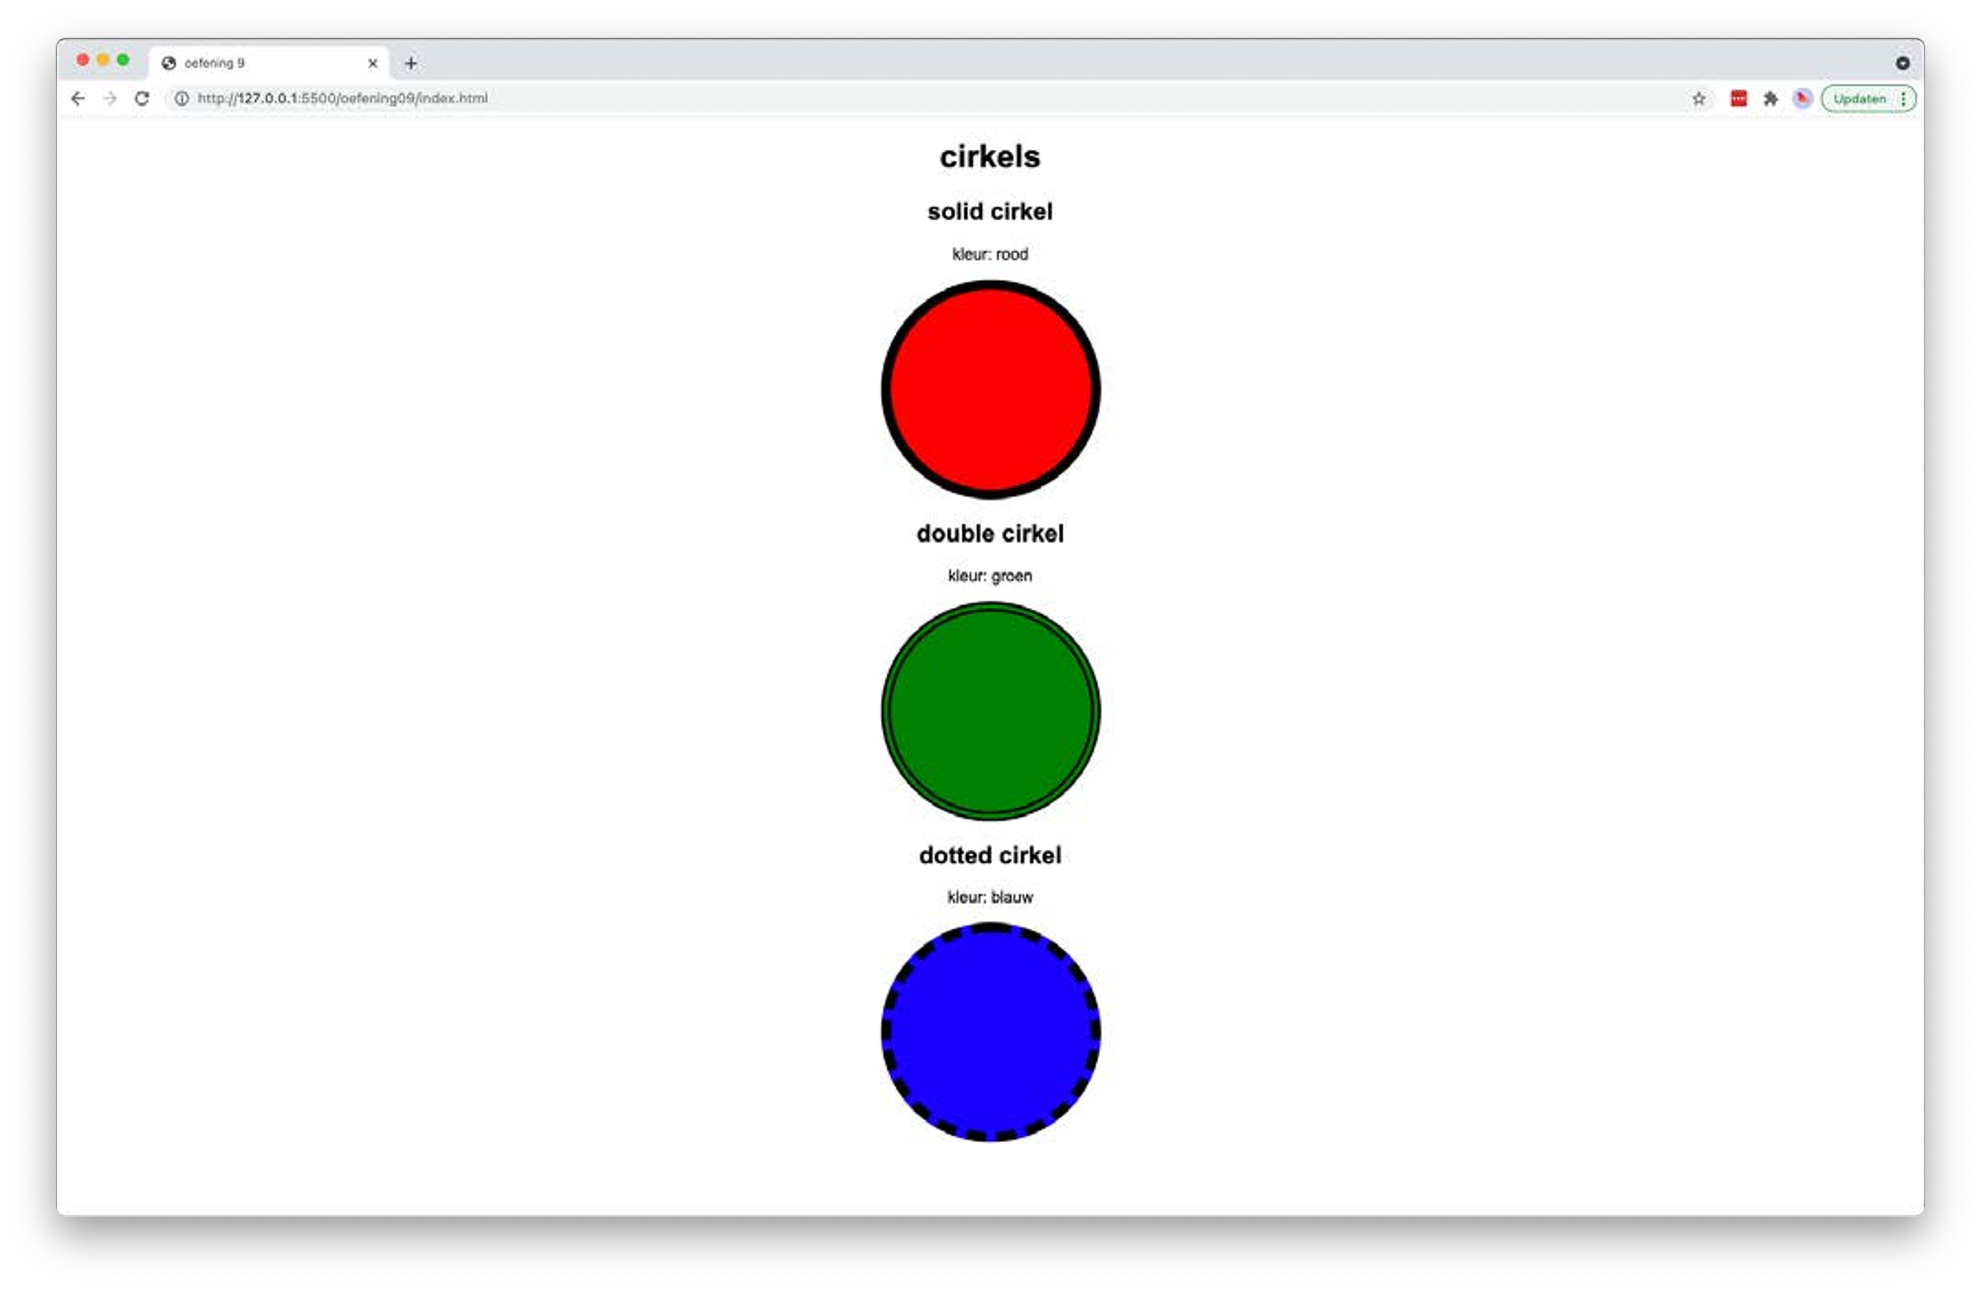 oefening 9
http://127.0.0.1:5500/oefening09/index.html
Updaten
cirkels
solid cirkel
kleur: rood
double cirkel
kleur: groen
dotted cirkel
kleur: blauw